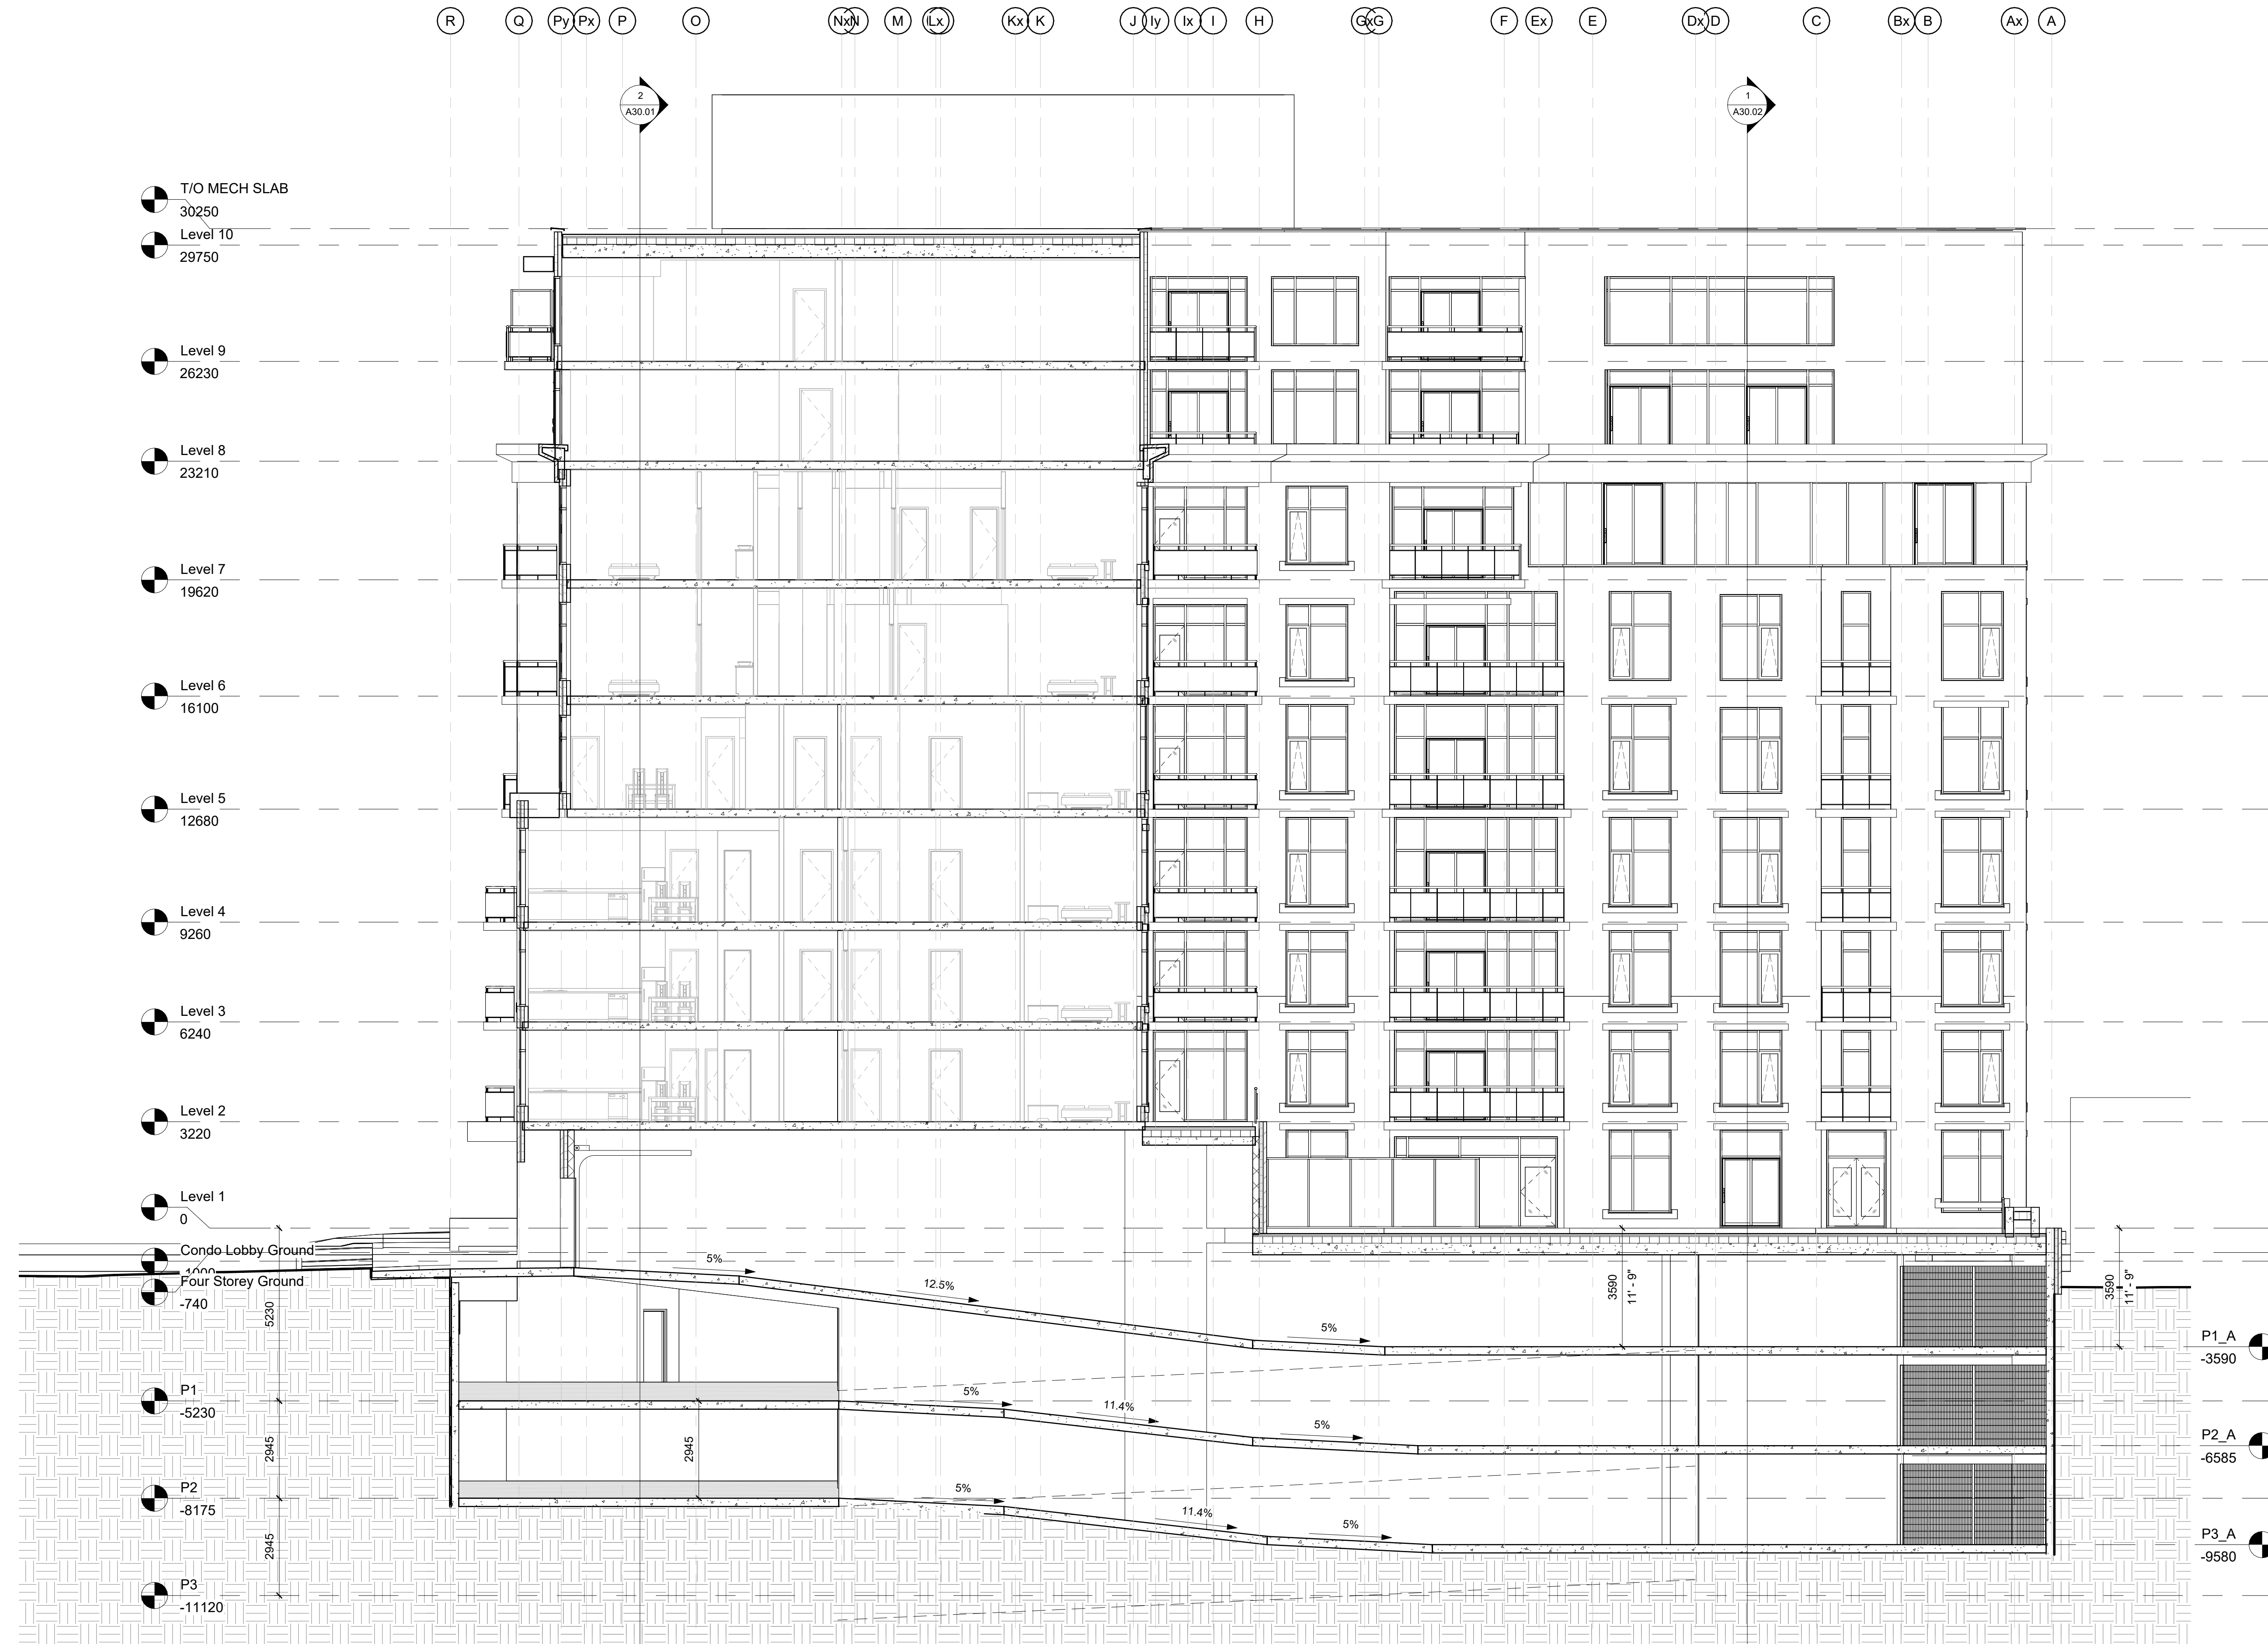 R Q Py Px P O Nx N M Lx Kx K J Iy Ix I H Gx G F Ex E Dx D C Bx B Ax A
2
A30.01
1
A30.02
T/O MECH SLAB
30250
Level 10
29750
Level 9
26230
Level 8
23210
Level 7
19620
Level 6
16100
Level 5
12680
Level 4
9260
Level 3
6240
Level 2
3220
Level 1
0
Condo Lobby Ground
Four Storey Ground
-740
5230
5%
12.5%
5%
3590
11' - 9"
3590
11' - 9"
P1_A
-3590
P1
-5230
5%
11.4%
5%
2945
2945
P2_A
-6585
P2
-8175
5%
11.4%
5%
2945
P3_A
-9580
P3
-11120